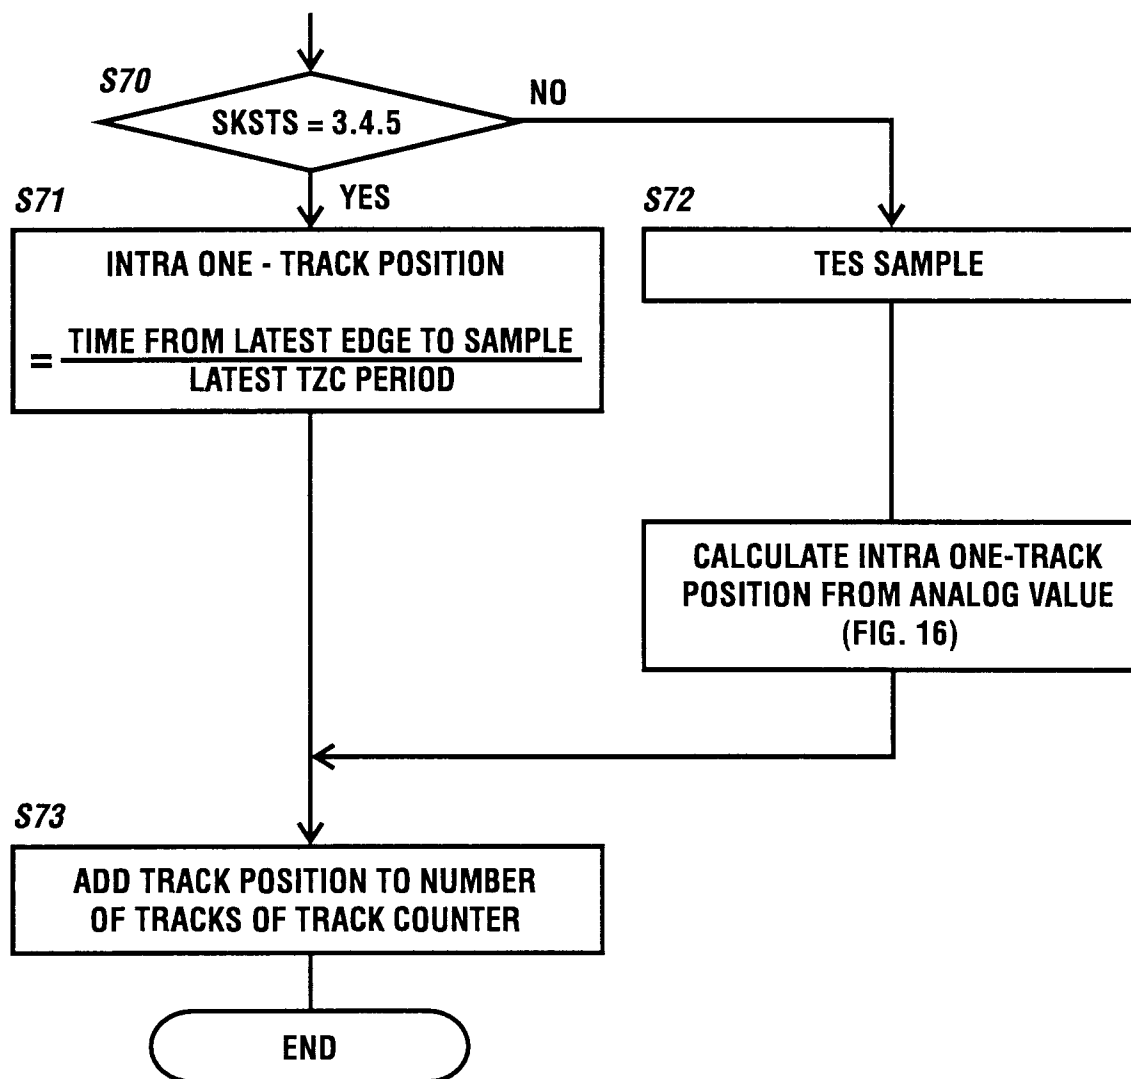 S70
SKSTS = 3.4.5
NO
YES
S71
INTRA ONE - TRACK POSITION
= TIME FROM LATEST EDGE TO SAMPLE
LATEST TZC PERIOD
S72
TES SAMPLE
CALCULATE INTRA ONE-TRACK
POSITION FROM ANALOG VALUE
(FIG. 16)
S73
ADD TRACK POSITION TO NUMBER
OF TRACKS OF TRACK COUNTER
END